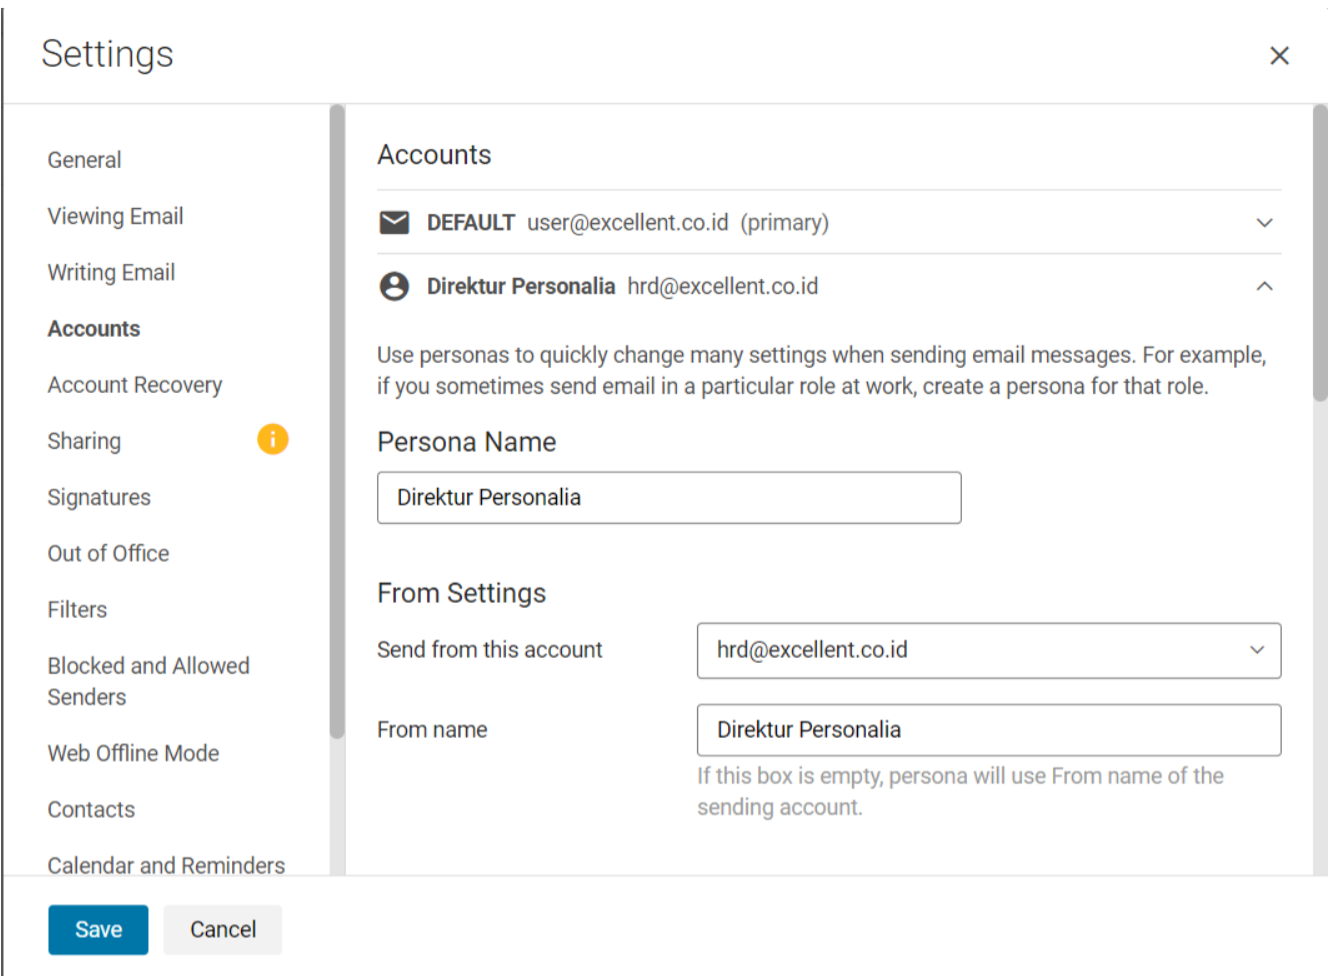 Settings
General
Viewing Email
Writing Email
Accounts
Account Recovery
Sharing
Signatures
Out of Office
Filters
Blocked and Allowed
Senders
Web Offline Mode
Contacts
Calendar and Reminders
Accounts
DEFAULT user@excellent.co.id (primary)
Direktur Personalia hrd@excellent.co.id
Use personas to quickly change many settings when sending email messages. For example,
if you sometimes send email in a particular role at work, create a persona for that role.
Persona Name
Direktur Personalia
From Settings
Send from this account hrd@excellent.co.id
From name Direktur Personalia
If this box is empty, persona will use From name of the
sending account.
Save Cancel